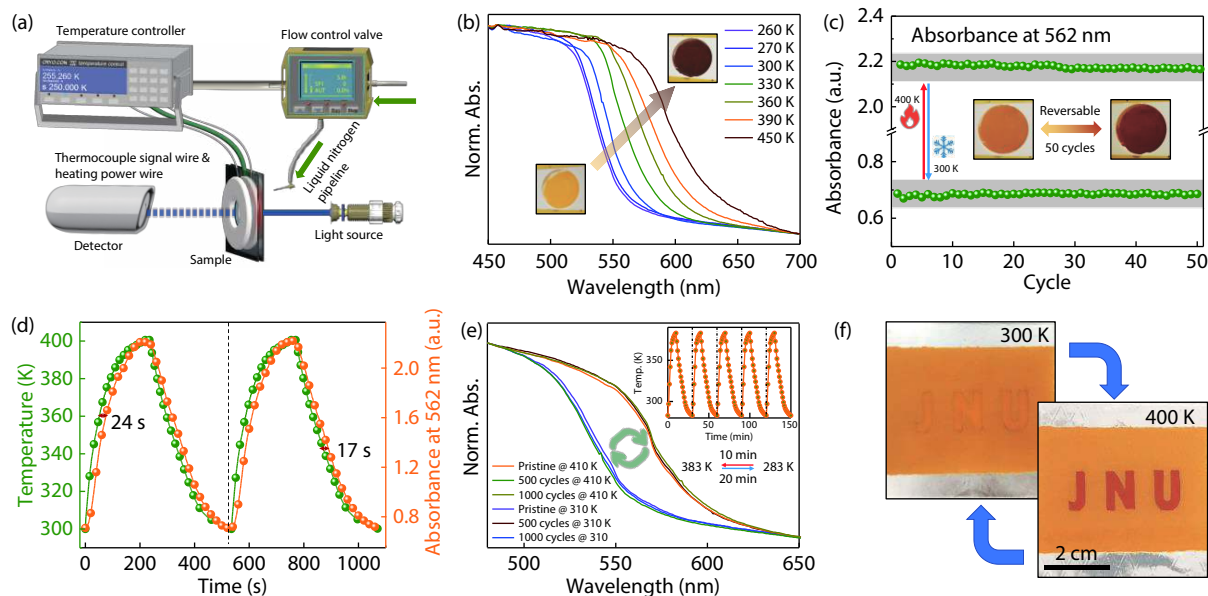 (a)
Temperature controller
Flow control valve
255.260 K
250.000 K
Liquid nitrogen
pipeline
Thermocouple signal wire &
heating power wire
Detector
Sample
Light source
(b)
Norm. Abs.
260 K
270 K
300 K
330 K
360 K
390 K
450 K
450 500 550 600 650 700
Wavelength (nm)
(c)
Absorbance at 562 nm
Absorbance (a.u.)
2.2
2.0
0.8
0.6
400 K
300 K
Reversable
50 cycles
0 10 20 30 40 50
Cycle
(d)
Temperature (K)
400
380
360
340
320
300
24 s
17 s
Absorbance at 562 nm (a.u.)
2.0
1.6
1.2
0.8
0 200 400 600 800 1000
Time (s)
(e)
Norm. Abs.
Temp. (K)
350
300
0 50 100 150
Time (min)
10 min
383 K 283 K
20 min
Pristine @ 410 K
500 cycles @ 410 K
1000 cycles @ 410 K
Pristine @ 310 K
500 cycles @ 310 K
1000 cycles @ 310
500 550 600 650
Wavelength (nm)
(f)
300 K
JNU
400 K
JNU
2 cm